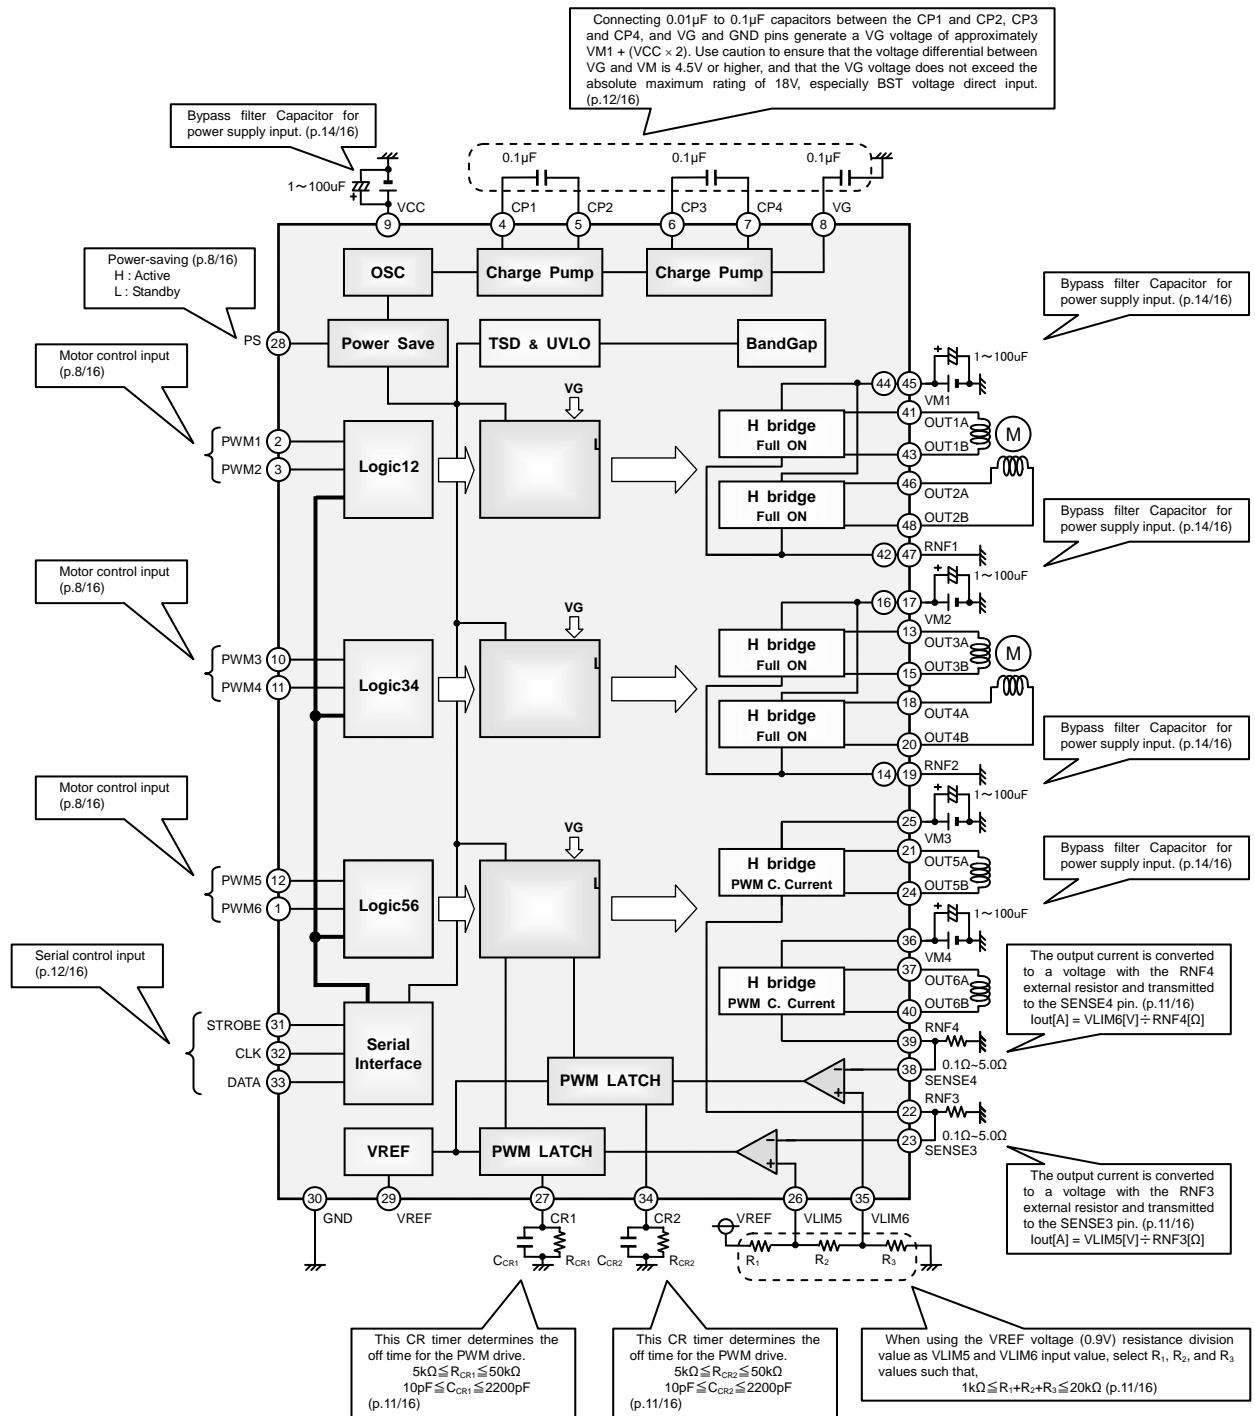 Connecting 0.01µF to 0.1µF capacitors between the CP1 and CP2, CP3
and CP4, and VG and GND pins generate a VG voltage of approximately
VM1 + (VCC × 2). Use caution to ensure that the voltage differential between
VG and VM is 4.5V or higher, and that the VG voltage does not exceed the
absolute maximum rating of 18V, especially BST voltage direct input.
(p.12/16)
Bypass filter Capacitor for
power supply input. (p.14/16)
1～100uF
+
0.1µF
0.1µF
0.1µF
VCC
CP1
CP2
CP3
CP4
VG
9
4
5
6
7
8
Power-saving (p.8/16)
H : Active
L : Standby
OSC
Charge Pump
Charge Pump
Bypass filter Capacitor for
power supply input. (p.14/16)
PS
28
Power Save
TSD & UVLO
BandGap
Motor control input
(p.8/16)
VG
44
45
+
1～100uF
VM1
PWM1
2
PWM2
3
Logic12
L
H bridge
Full ON
H bridge
Full ON
41
OUT1A
OUT1B
43
M
46
OUT2A
OUT2B
48
42
47
RNF1
Bypass filter Capacitor for
power supply input. (p.14/16)
Motor control input
(p.8/16)
VG
16
17
+
1～100uF
VM2
PWM3
10
PWM4
11
Logic34
L
H bridge
Full ON
H bridge
Full ON
13
OUT3A
OUT3B
15
M
18
OUT4A
OUT4B
20
14
19
RNF2
Bypass filter Capacitor for
power supply input. (p.14/16)
Motor control input
(p.8/16)
VG
25
+
1～100uF
VM3
PWM5
12
PWM6
1
Logic56
L
H bridge
PWM C. Current
21
OUT5A
OUT5B
24
Bypass filter Capacitor for
power supply input. (p.14/16)
+
1～100uF
36
VM4
H bridge
PWM C. Current
37
OUT6A
OUT6B
40
Serial control input
(p.12/16)
STROBE
31
CLK
32
DATA
33
Serial
Interface
RNF4
39
38
0.1Ω~5.0Ω
SENSE4
The output current is converted
to a voltage with the RNF4
external resistor and transmitted
to the SENSE4 pin. (p.11/16)
Iout[A] = VLIM6[V]÷RNF4[Ω]
PWM LATCH
−
+
RNF3
22
23
0.1Ω~5.0Ω
SENSE3
VREF
PWM LATCH
−
+
The output current is converted
to a voltage with the RNF3
external resistor and transmitted
to the SENSE3 pin. (p.11/16)
Iout[A] = VLIM5[V]÷RNF3[Ω]
30
29
27
34
26
35
GND
VREF
CR1
CR2
VREF
VLIM5
VLIM6
CCR1
RCR1
CCR2
RCR2
R1
R2
R3
This CR timer determines the
off time for the PWM drive.
5kΩ≦RCR1≦50kΩ
10pF≦CCR1≦2200pF
(p.11/16)
This CR timer determines the
off time for the PWM drive.
5kΩ≦RCR2≦50kΩ
10pF≦CCR2≦2200pF
(p.11/16)
When using the VREF voltage (0.9V) resistance division
value as VLIM5 and VLIM6 input value, select R1, R2, and R3
values such that,
1kΩ≦R1+R2+R3≦20kΩ (p.11/16)